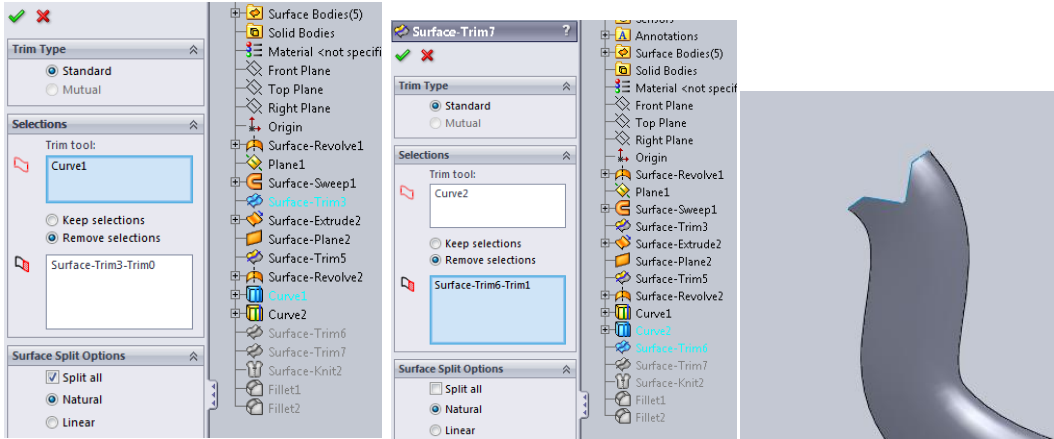 Trim Type
Standard
Mutual
Selections
Trim tool:
Curve1
Keep selections
Remove selections
Surface-Trim3-Trim0
Surface Split Options
Split all
Natural
Linear
Surface Bodies(5)
Solid Bodies
Material <not specifi
Front Plane
Top Plane
Right Plane
Origin
Surface-Revolve1
Plane1
Surface-Sweep1
Surface-Trim3
Surface-Extrude2
Surface-Plane2
Surface-Trim5
Surface-Revolve2
Curve1
Curve2
Surface-Trim6
Surface-Trim7
Surface-Knit2
Fillet1
Fillet2
Surface-Trim7 ?
Trim Type
Standard
Mutual
Selections
Trim tool:
Curve2
Keep selections
Remove selections
Surface-Trim6-Trim1
Surface Split Options
Split all
Natural
Linear
Sensors
A Annotations
Surface Bodies(5)
Solid Bodies
Material <not specif
Front Plane
Top Plane
Right Plane
Origin
Surface-Revolve1
Plane1
Surface-Sweep1
Surface-Trim3
Surface-Extrude2
Surface-Plane2
Surface-Trim5
Surface-Revolve2
Curve1
Curve2
Surface-Trim6
Surface-Trim7
Surface-Knit2
Fillet1
Fillet2